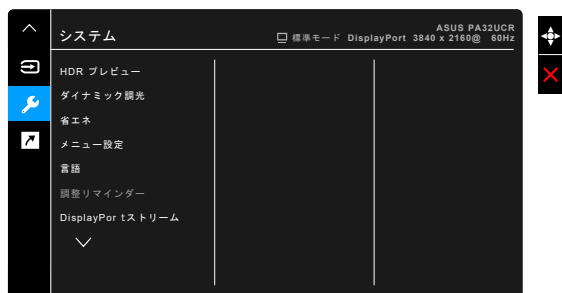 システム
ASUS PA32UCR
標準モード DisplayPort 3840 x 2160@ 60Hz
HDR プレビュー
ダイナミック調光
省エネ
メニュー設定
言語
調整リマインダー
DisplayPor tストリーム